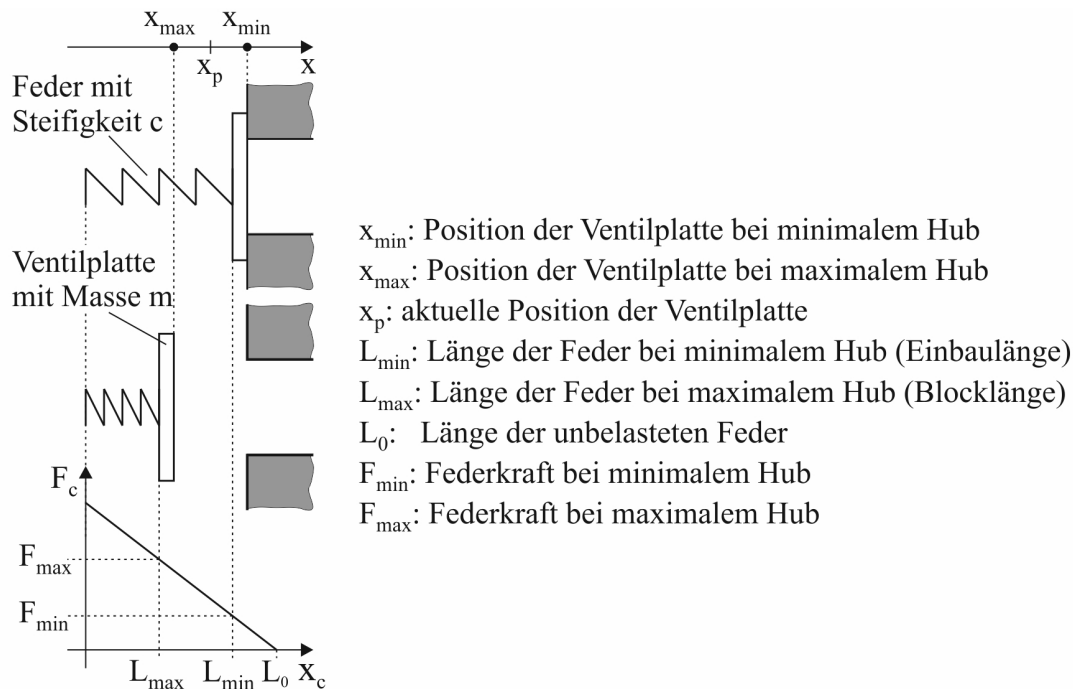 x_max x_min
x_p x
Feder mit
Steifigkeit c
Ventilplatte
mit Masse m
x_min: Position der Ventilplatte bei minimalem Hub
x_max: Position der Ventilplatte bei maximalem Hub
x_p: aktuelle Position der Ventilplatte
L_min: Länge der Feder bei minimalem Hub (Einbaulänge)
L_max: Länge der Feder bei maximalem Hub (Blocklänge)
L_0: Länge der unbelasteten Feder
F_min: Federkraft bei minimalem Hub
F_max: Federkraft bei maximalem Hub
F_c
F_max
F_min
L_max L_min L_0 x_c